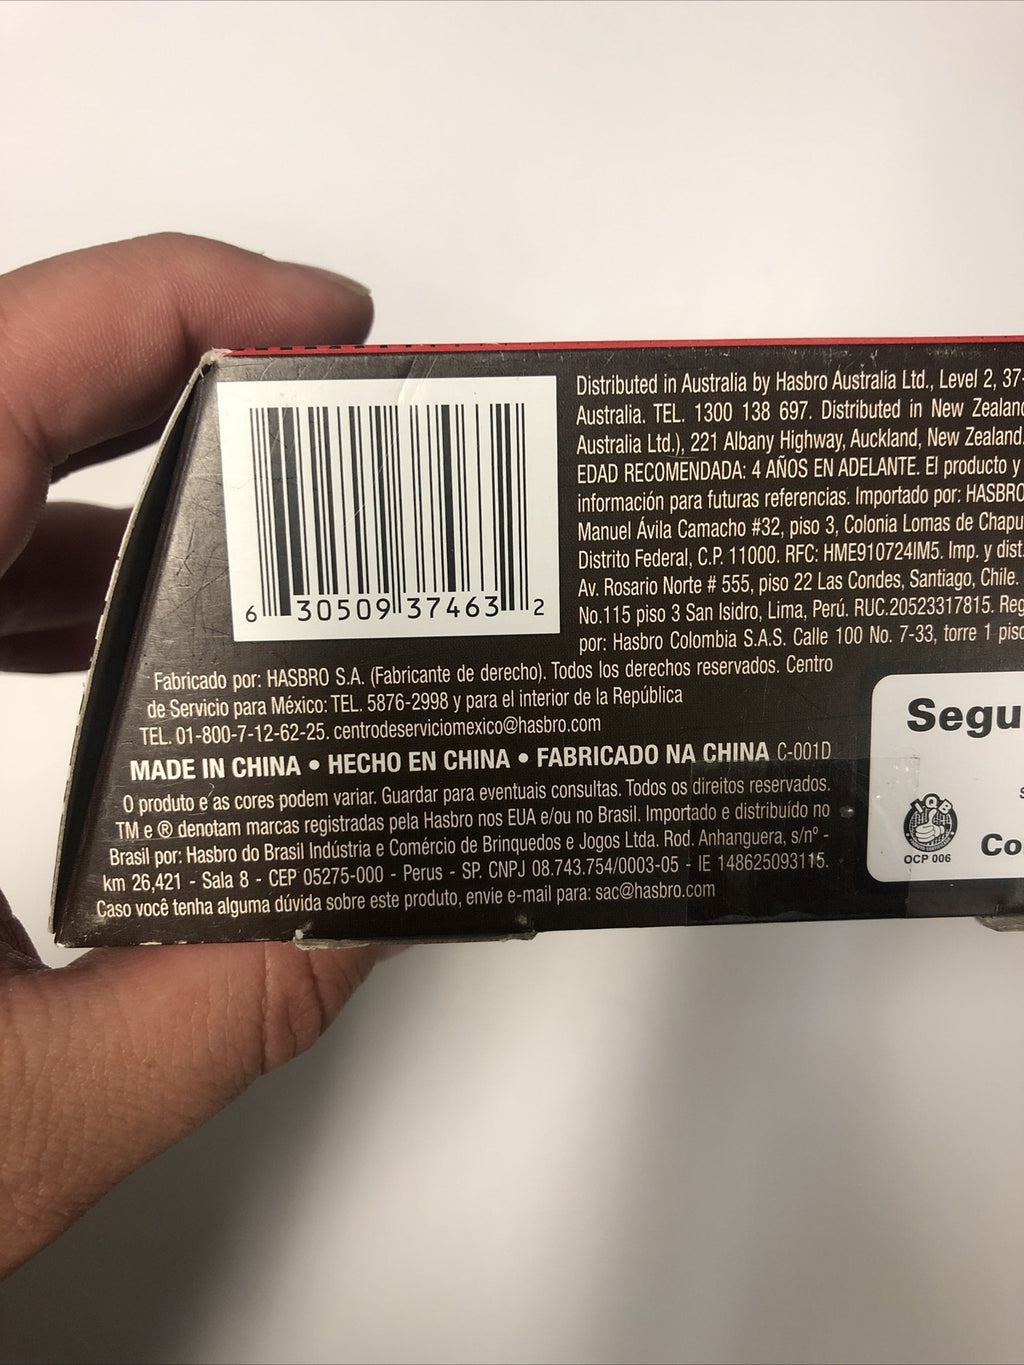 6 30509 37463 2
Distributed in Australia by Hasbro Australia Ltd., Level 2, 37-
Australia. TEL. 1300 138 697. Distributed in New Zealand
Australia Ltd.), 221 Albany Highway, Auckland, New Zealand.
EDAD RECOMENDADA: 4 AÑOS EN ADELANTE. El producto y
información para futuras referencias. Importado por: HASBRO
Manuel Ávila Camacho #32, piso 3, Colonia Lomas de Chapu
Distrito Federal, C.P. 11000. RFC: HME910724IM5. Imp. y dist.
Av. Rosario Norte # 555, piso 22 Las Condes, Santiago, Chile.
No.115 piso 3 San Isidro, Lima, Perú. RUC.20523317815. Reg
por: Hasbro Colombia S.A.S. Calle 100 No. 7-33, torre 1 piso
Fabricado por: HASBRO S.A. (Fabricante de derecho). Todos los derechos reservados. Centro
de Servicio para México: TEL. 5876-2998 y para el interior de la República
TEL. 01-800-7-12-62-25. centrodeserviciomexico@hasbro.com
MADE IN CHINA • HECHO EN CHINA • FABRICADO NA CHINA C-001D
O produto e as cores podem variar. Guardar para eventuais consultas. Todos os direitos reservados.
TM e ® denotam marcas registradas pela Hasbro nos EUA e/ou no Brasil. Importado e distribuído no
Brasil por: Hasbro do Brasil Indústria e Comércio de Brinquedos e Jogos Ltda. Rod. Anhanguera, s/nº -
km 26,421 - Sala 8 - CEP 05275-000 - Perus - SP. CNPJ 08.743.754/0003-05 - IE 148625093115.
Caso você tenha alguma dúvida sobre este produto, envie e-mail para: sac@hasbro.com
Segu
IQB
Co
OCP 006